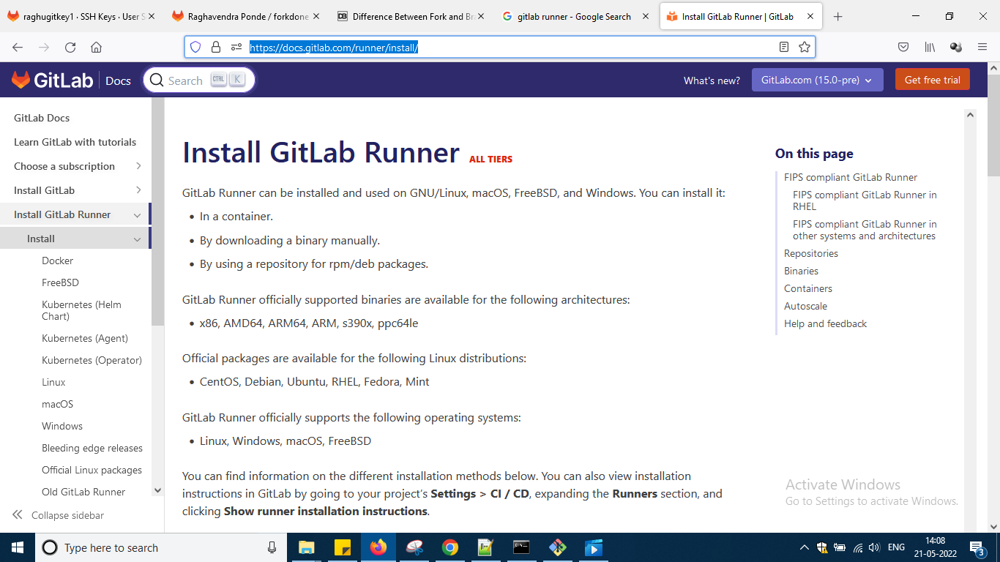 raghugitkey1 · SSH Keys · User S
Raghavendra Ponde / forkdone
DB Difference Between Fork and Bra
gitlab runner - Google Search
Install GitLab Runner | GitLab
https://docs.gitlab.com/runner/install/
GitLab Docs
Search CTRL K
What's new?
GitLab.com (15.0-pre)
Get free trial
GitLab Docs
Learn GitLab with tutorials
Choose a subscription
Install GitLab
Install GitLab Runner
Install
Docker
FreeBSD
Kubernetes (Helm
Chart)
Kubernetes (Agent)
Kubernetes (Operator)
Linux
macOS
Windows
Bleeding edge releases
Official Linux packages
Old GitLab Runner
Collapse sidebar
Install GitLab Runner ALL TIERS
GitLab Runner can be installed and used on GNU/Linux, macOS, FreeBSD, and Windows. You can install it:
• In a container.
• By downloading a binary manually.
• By using a repository for rpm/deb packages.
GitLab Runner officially supported binaries are available for the following architectures:
• x86, AMD64, ARM64, ARM, s390x, ppc64le
Official packages are available for the following Linux distributions:
• CentOS, Debian, Ubuntu, RHEL, Fedora, Mint
GitLab Runner officially supports the following operating systems:
• Linux, Windows, macOS, FreeBSD
You can find information on the different installation methods below. You can also view installation
instructions in GitLab by going to your project's Settings > CI / CD, expanding the Runners section, and
clicking Show runner installation instructions.
On this page
FIPS compliant GitLab Runner
FIPS compliant GitLab Runner in
RHEL
FIPS compliant GitLab Runner in
other systems and architectures
Repositories
Binaries
Containers
Autoscale
Help and feedback
Activate Windows
Go to Settings to activate Windows.
Type here to search
ENG
14:08
21-05-2022
3